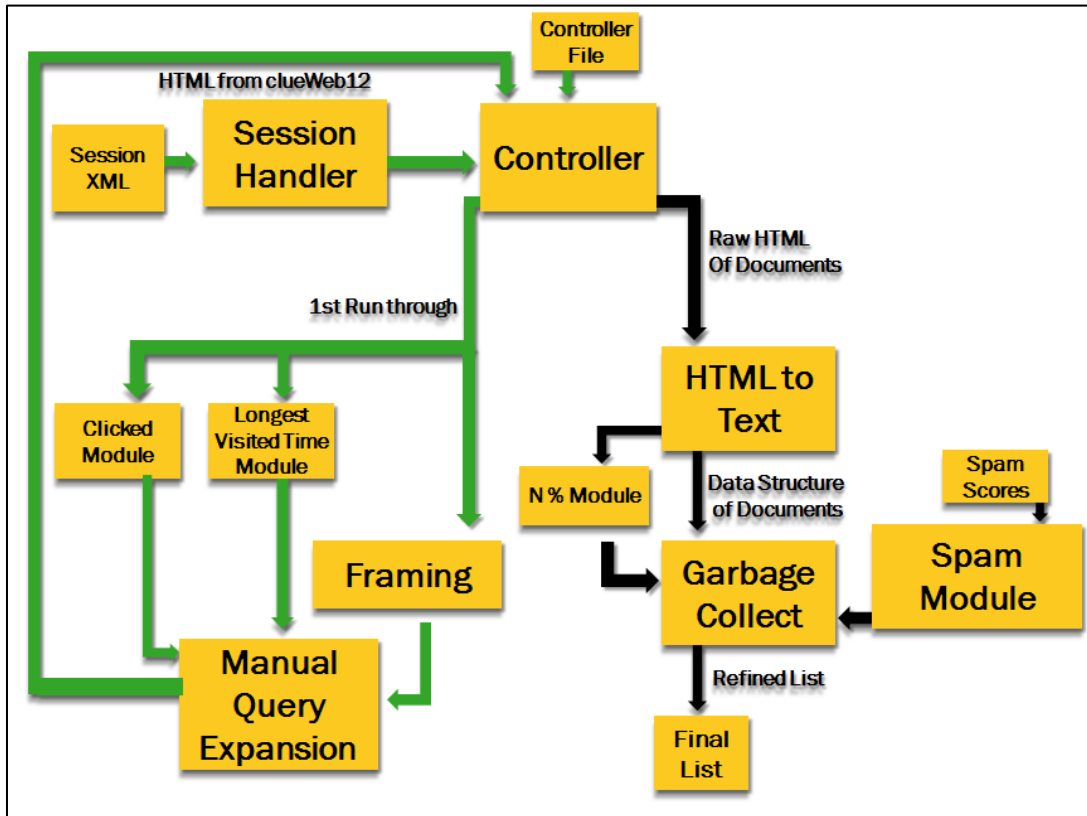 Controller
File
HTML from clueWeb12
Session
XML
Session
Handler
Controller
Raw HTML
Of Documents
1st Run through
HTML to
Text
Clicked
Module
Longest
Visited Time
Module
N % Module
Data Structure
of Documents
Spam
Scores
Framing
Garbage
Collect
Spam
Module
Manual
Query
Expansion
Refined List
Final
List